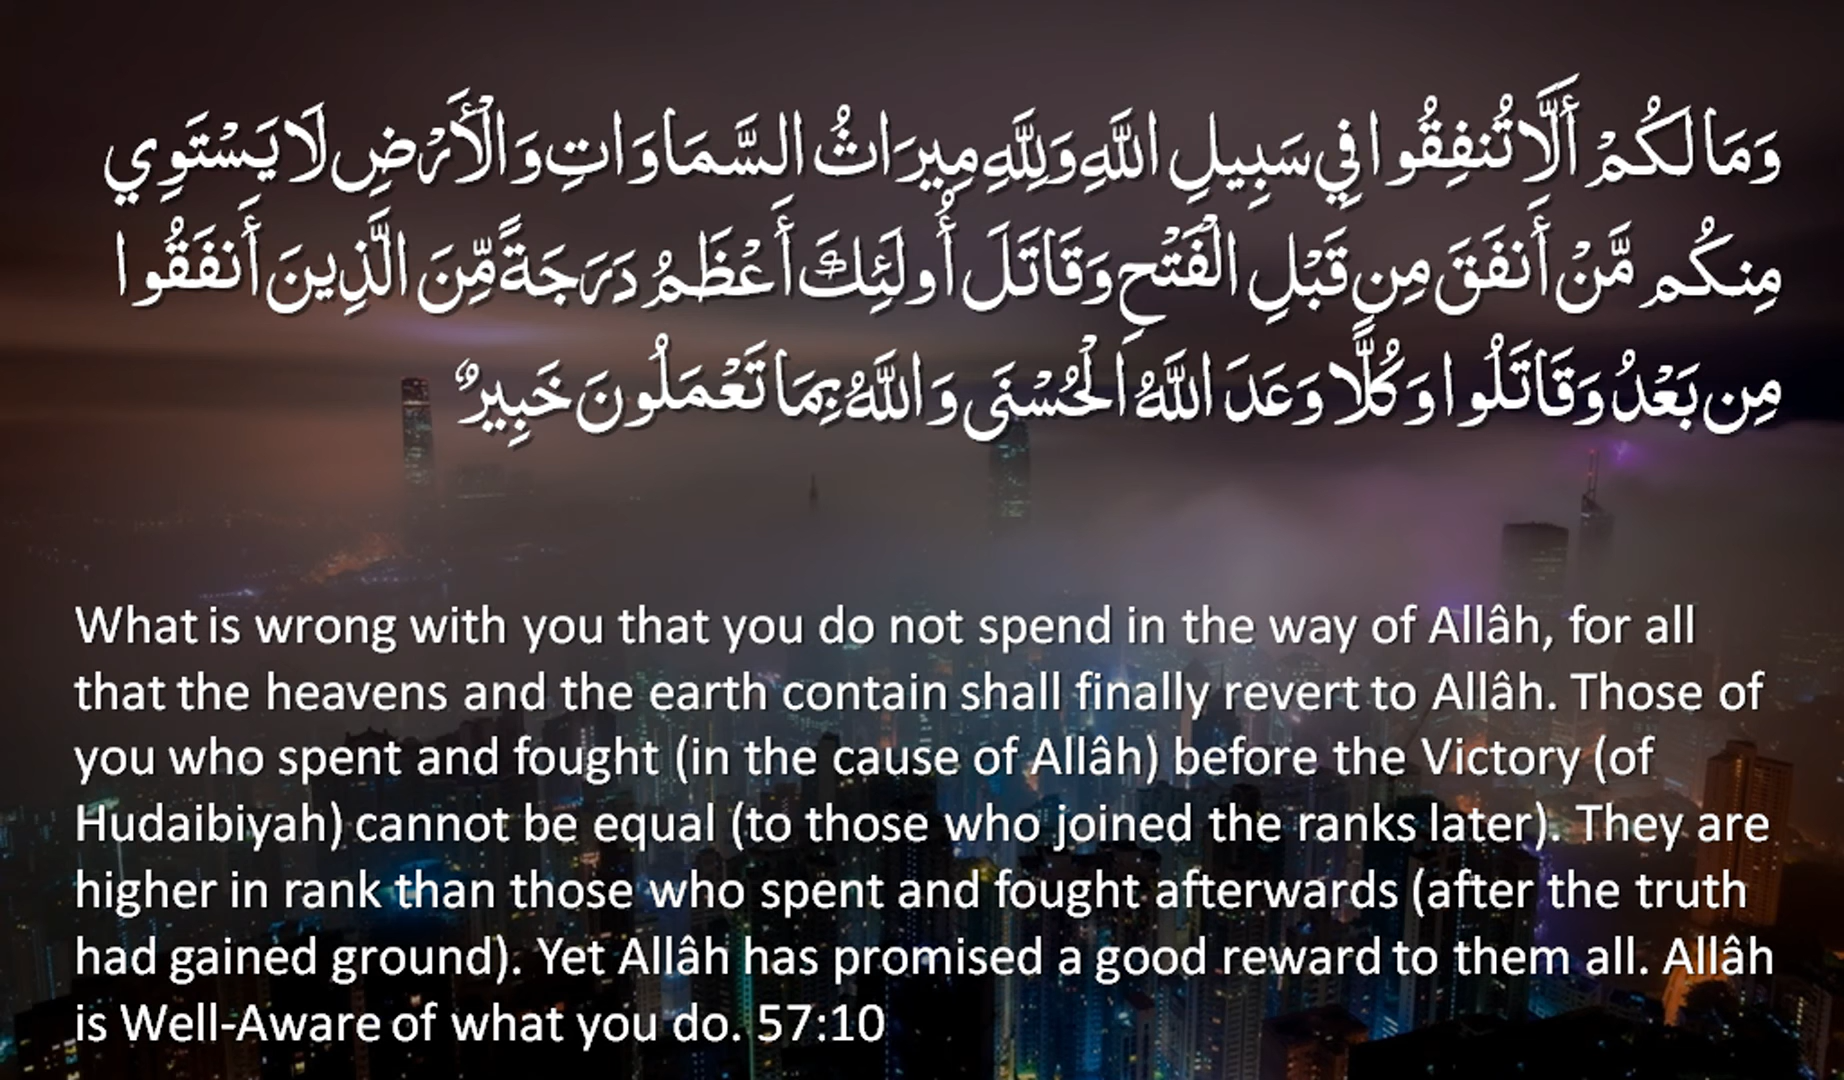 وَمَا لَكُمْ أَلَّا تُنفِقُوا فِي سَبِيلِ اللَّهِ وَلِلَّهِ مِيرَاثُ السَّمَاوَاتِ وَالْأَرْضِ لَا يَسْتَوِي
مِنكُم مَّنْ أَنفَقَ مِن قَبْلِ الْفَتْحِ وَقَاتَلَ أُولَئِكَ أَعْظَمُ دَرَجَةً مِّنَ الَّذِينَ أَنفَقُوا
مِن بَعْدُ وَقَاتَلُوا وَكُلًّا وَعَدَ اللَّهُ الْحُسْنَى وَاللَّهُ بِمَا تَعْمَلُونَ خَبِيرٌ
What is wrong with you that you do not spend in the way of Allâh, for all
that the heavens and the earth contain shall finally revert to Allâh. Those of
you who spent and fought (in the cause of Allâh) before the Victory (of
Hudaibiyah) cannot be equal (to those who joined the ranks later). They are
higher in rank than those who spent and fought afterwards (after the truth
had gained ground). Yet Allâh has promised a good reward to them all. Allâh
is Well-Aware of what you do. 57:10